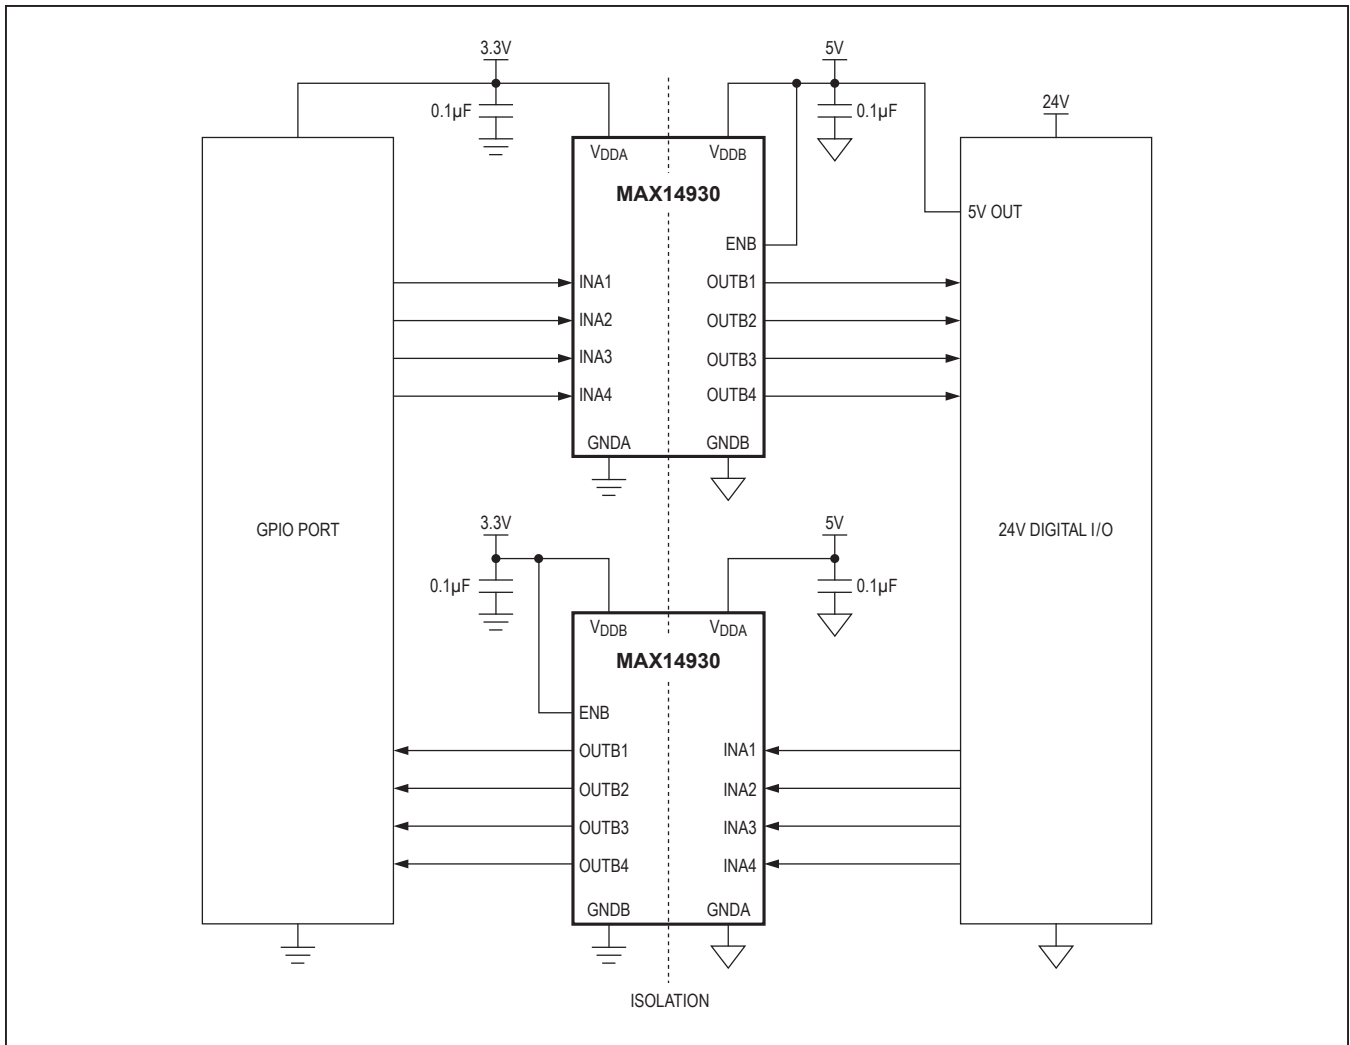 3.3V
5V
0.1µF
0.1µF
24V
VDDA
VDDB
MAX14930
5V OUT
ENB
INA1
OUTB1
INA2
OUTB2
INA3
OUTB3
INA4
OUTB4
GNDA
GNDB
GPIO PORT
3.3V
5V
24V DIGITAL I/O
0.1µF
0.1µF
VDDB
VDDA
MAX14930
ENB
OUTB1
INA1
OUTB2
INA2
OUTB3
INA3
OUTB4
INA4
GNDB
GNDA
ISOLATION